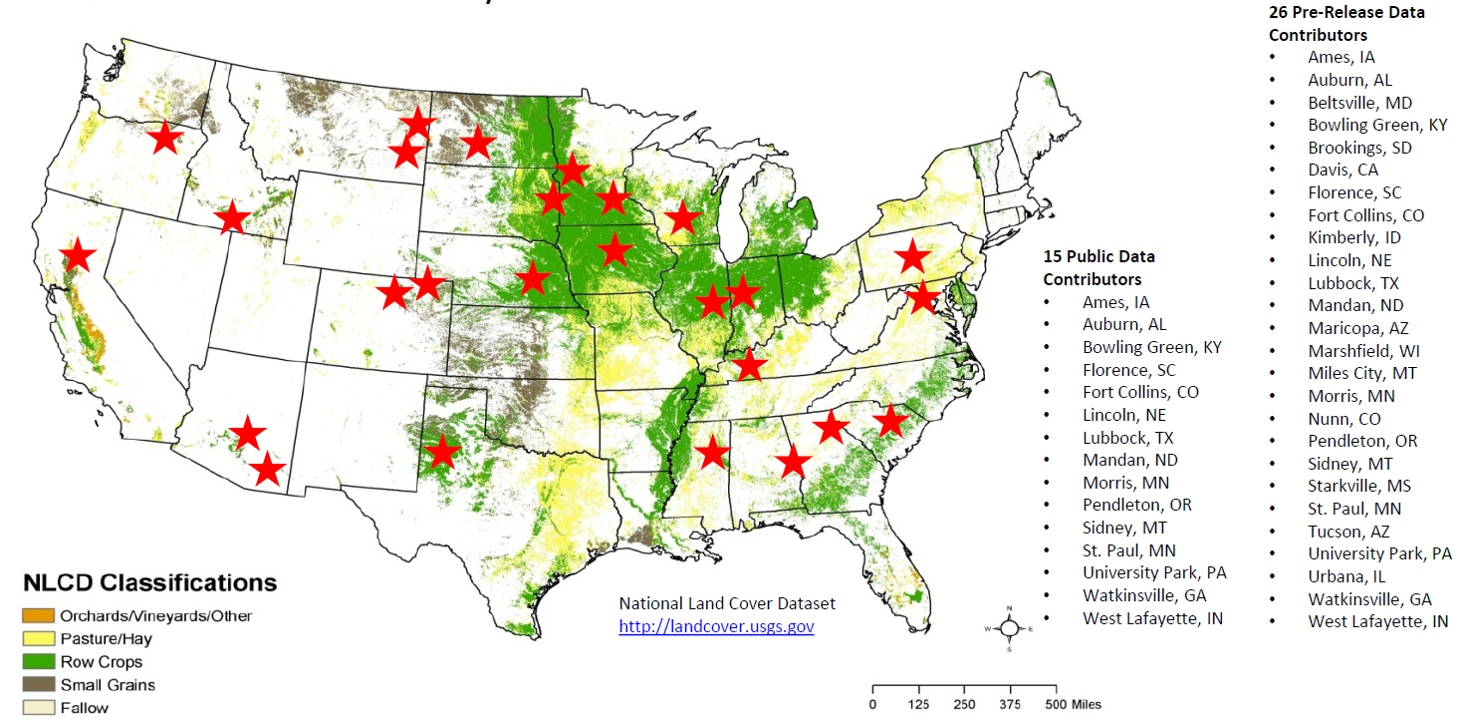 26 Pre-Release Data
Contributors
• Ames, IA
• Auburn, AL
• Beltsville, MD
• Bowling Green, KY
• Brookings, SD
• Davis, CA
• Florence, SC
• Fort Collins, CO
• Kimberly, ID
• Lincoln, NE
• Lubbock, TX
• Mandan, ND
• Maricopa, AZ
• Marshfield, WI
• Miles City, MT
• Morris, MN
• Nunn, CO
• Pendleton, OR
• Sidney, MT
• Starkville, MS
• St. Paul, MN
• Tucson, AZ
• University Park, PA
• Urbana, IL
• Watkinsville, GA
• West Lafayette, IN
15 Public Data
Contributors
• Ames, IA
• Auburn, AL
• Bowling Green, KY
• Florence, SC
• Fort Collins, CO
• Lincoln, NE
• Lubbock, TX
• Mandan, ND
• Morris, MN
• Pendleton, OR
• Sidney, MT
• St. Paul, MN
• University Park, PA
• Watkinsville, GA
• West Lafayette, IN
NLCD Classifications
Orchards/Vineyards/Other
Pasture/Hay
Row Crops
Small Grains
Fallow
National Land Cover Dataset
http://landcover.usgs.gov
N
W E
S
0 125 250 375 500 Miles